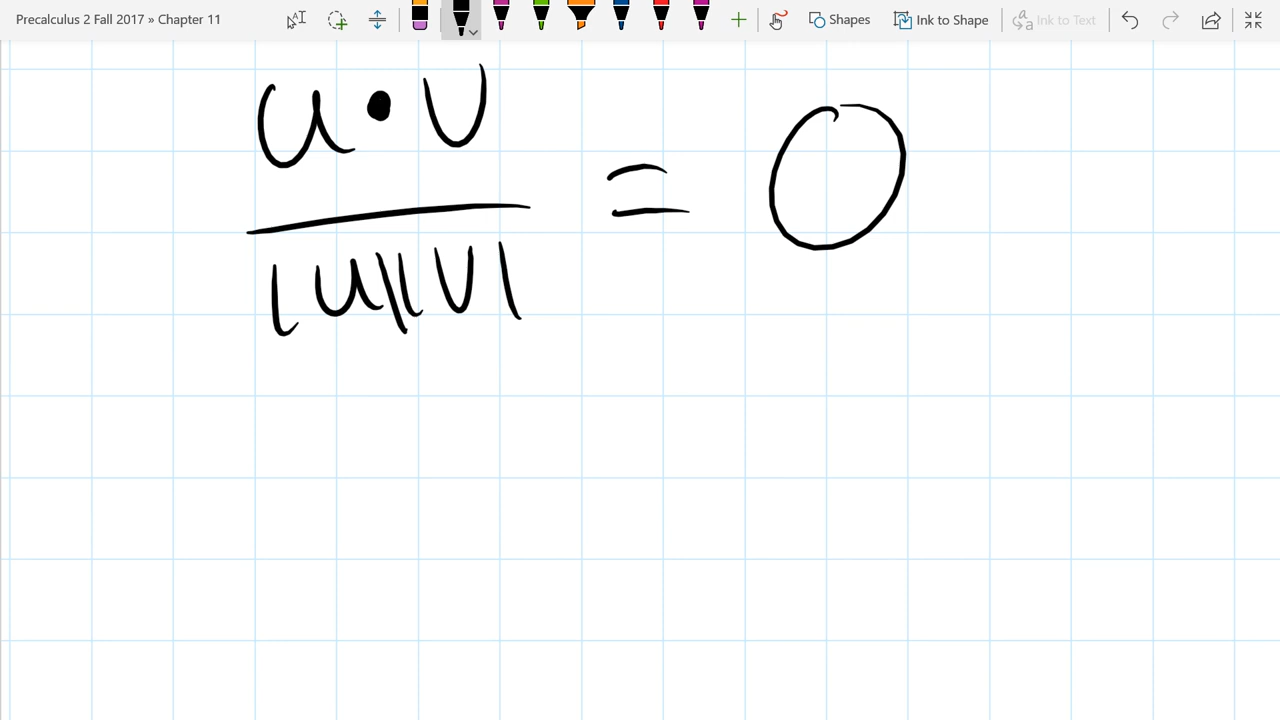 Precalculus 2 Fall 2017 » Chapter 11
Shapes
Ink to Shape
Ink to Text
u • v
|u||v|
= 0